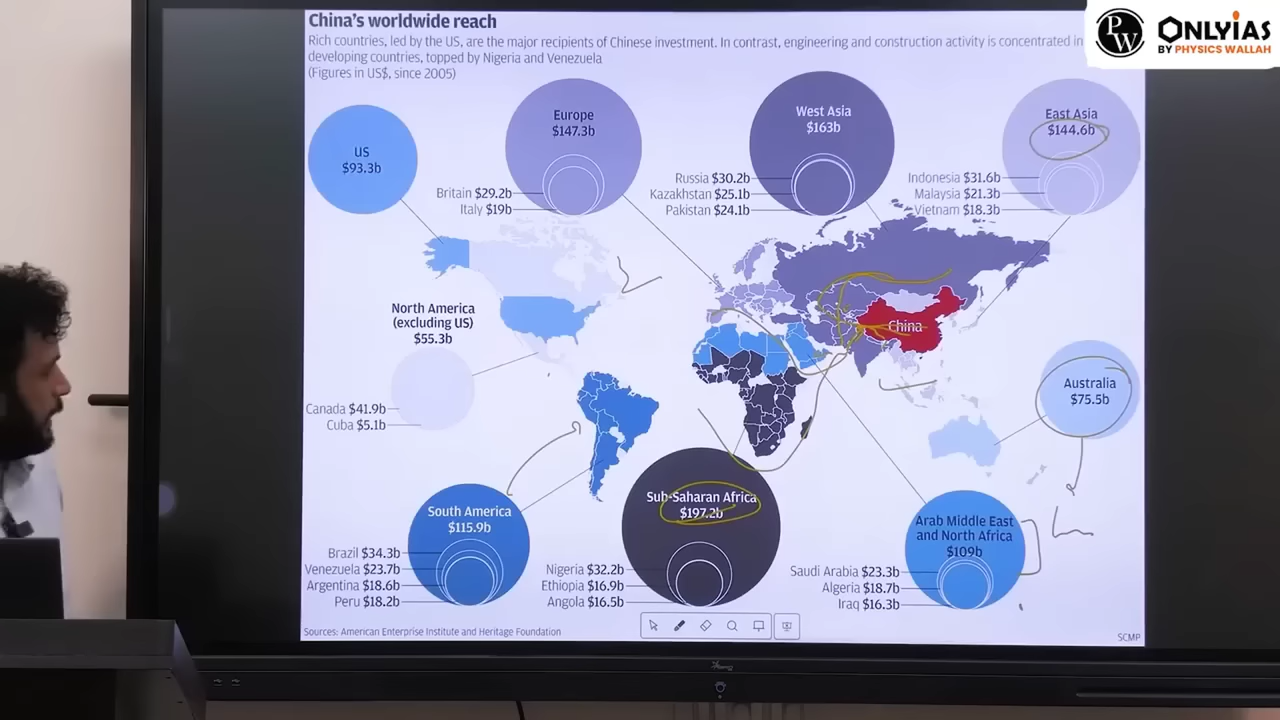 China's worldwide reach
Rich countries, led by the US, are the major recipients of Chinese investment. In contrast, engineering and construction activity is concentrated in
developing countries, topped by Nigeria and Venezuela
(Figures in US$, since 2005)
PW
ONLYIAS
BY PHYSICS WALLAH
US
$93.3b
Europe
$147.3b
Britain $29.2b
Italy $19b
West Asia
$163b
Russia $30.2b
Kazakhstan $25.1b
Pakistan $24.1b
East Asia
$144.6b
Indonesia $31.6b
Malaysia $21.3b
Vietnam $18.3b
North America
(excluding US)
$55.3b
Canada $41.9b
Cuba $5.1b
China
Australia
$75.5b
South America
$115.9b
Brazil $34.3b
Venezuela $23.7b
Argentina $18.6b
Peru $18.2b
Sub-Saharan Africa
$197.2b
Nigeria $32.2b
Ethiopia $16.9b
Angola $16.5b
Arab Middle East
and North Africa
$109b
Saudi Arabia $23.3b
Algeria $18.7b
Iraq $16.3b
Sources: American Enterprise Institute and Heritage Foundation
SCMP